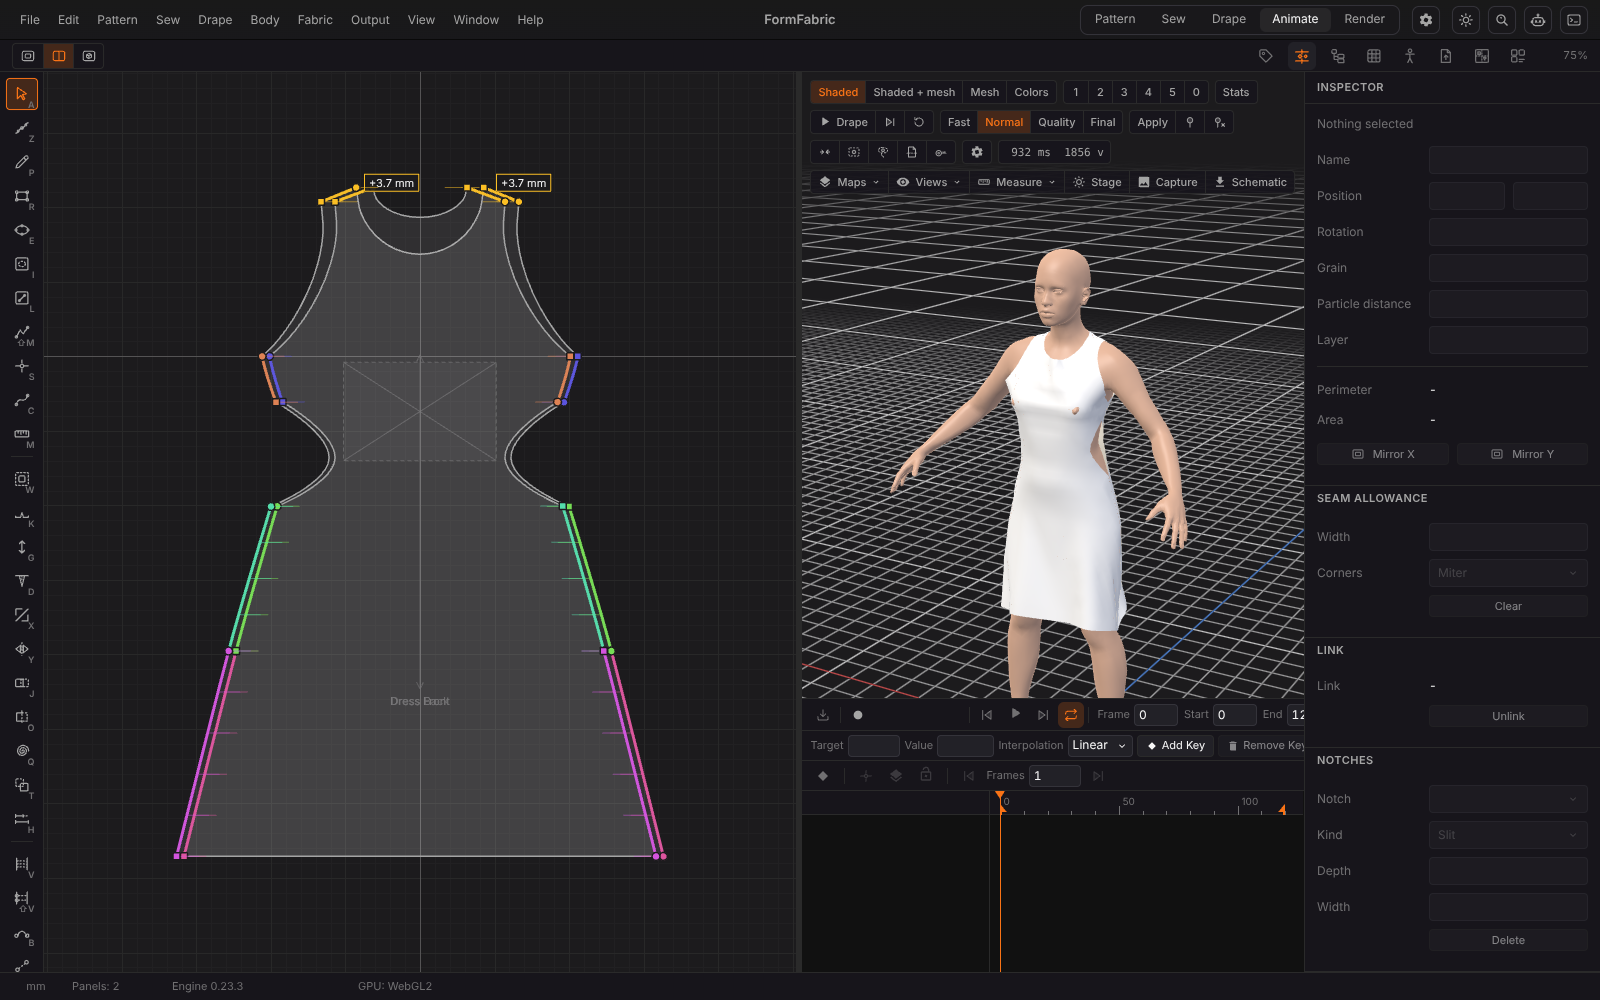 File Edit Pattern Sew Drape Body Fabric Output View Window Help
FormFabric
Pattern Sew Drape Animate Render
75%
A
Z
P
R
E
I
L
⇧M
S
C
M
W
K
G
D
X
Y
J
O
Q
T
H
V
⇧V
B
+3.7 mm
+3.7 mm
Shaded Shaded + mesh Mesh Colors 1 2 3 4 5 0 Stats
Drape Fast Normal Quality Final Apply
932 ms 1856 v
Maps Views Measure Stage Capture Schematic
Frame 0 Start 0 End 12
Target Value Interpolation Linear Add Key Remove Key
Frames 1
0 50 100
INSPECTOR
Nothing selected
Name
Position
Rotation
Grain
Particle distance
Layer
Perimeter -
Area -
Mirror X Mirror Y
SEAM ALLOWANCE
Width
Corners Miter
Clear
LINK
Link -
Unlink
NOTCHES
Notch
Kind Slit
Depth
Width
Delete
mm Panels: 2 Engine 0.23.3 GPU: WebGL2